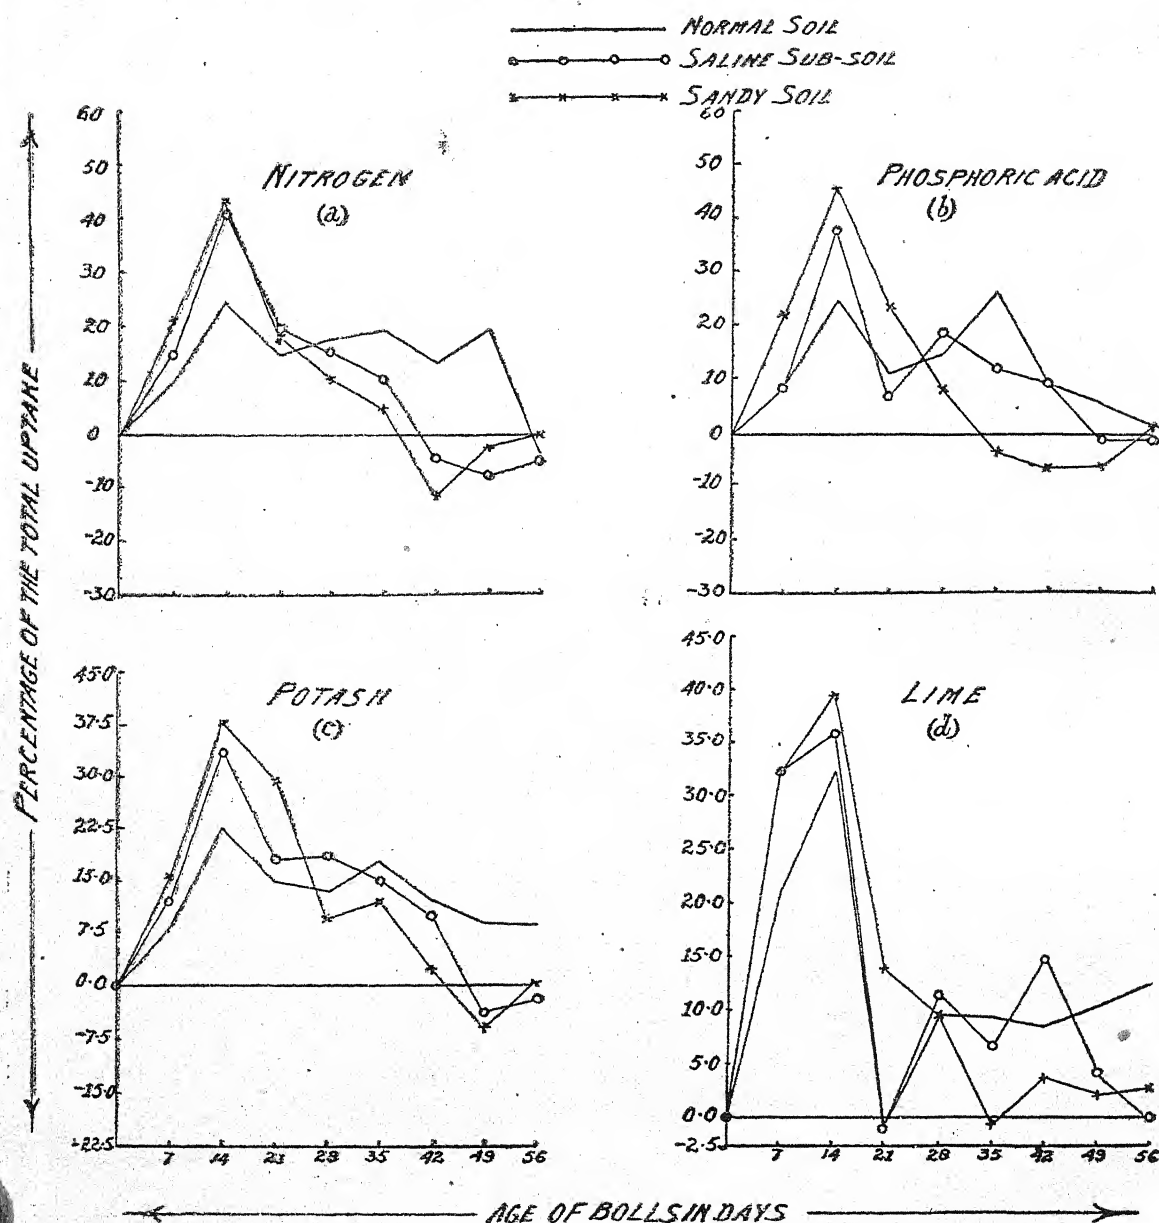 NORMAL SOIL
SALINE SUB-SOIL
SANDY SOIL
PERCENTAGE OF THE TOTAL UPTAKE
NITROGEN
(a)
60
50
40
30
20
10
0
-10
-20
-30
PHOSPHORIC ACID
(b)
60
50
40
30
20
10
0
-10
-20
-30
POTASH
(c)
45.0
37.5
30.0
22.5
15.0
7.5
0.0
-7.5
-15.0
-22.5
7 14 21 28 35 42 49 56
LIME
(d)
45.0
40.0
35.0
30.0
25.0
20.0
15.0
10.0
5.0
0.0
-2.5
7 14 21 28 35 42 49 56
AGE OF BOLLS IN DAYS